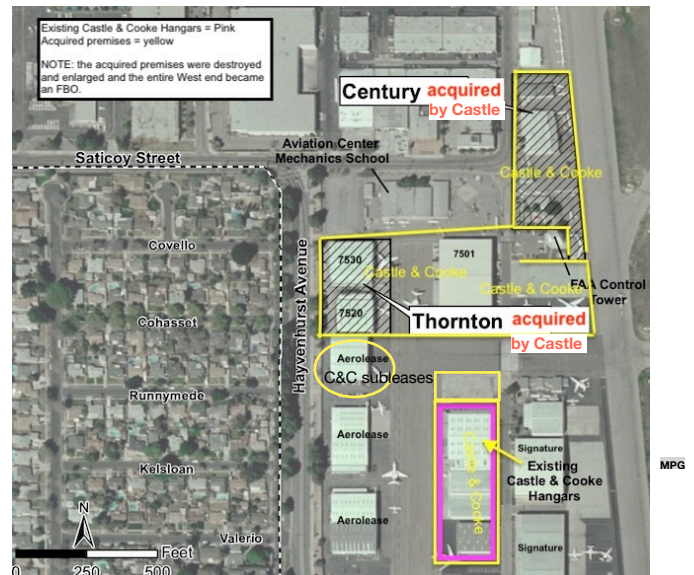 Existing Castle & Cooke Hangars = Pink
Acquired premises = yellow
NOTE: the acquired premises were destroyed
and enlarged and the entire West end became
an FBO.
Century acquired
by Castle
Aviation Center
Mechanics School
Saticoy Street
Castle & Cooke
Covello
Hayvenhurst Avenue
7530
7501
Castle & Cooke
Castle & Cooke
FAA Control
Tower
Cohasset
7520
Thornton acquired
by Castle
Aerolease
C&C subleases
Runnymede
Aerolease
Signature
Existing
Castle & Cooke
Hangars
Castle & Cooke
MPG
Kelsloan
N
Aerolease
Valerio
Signature
Feet
0 250 500